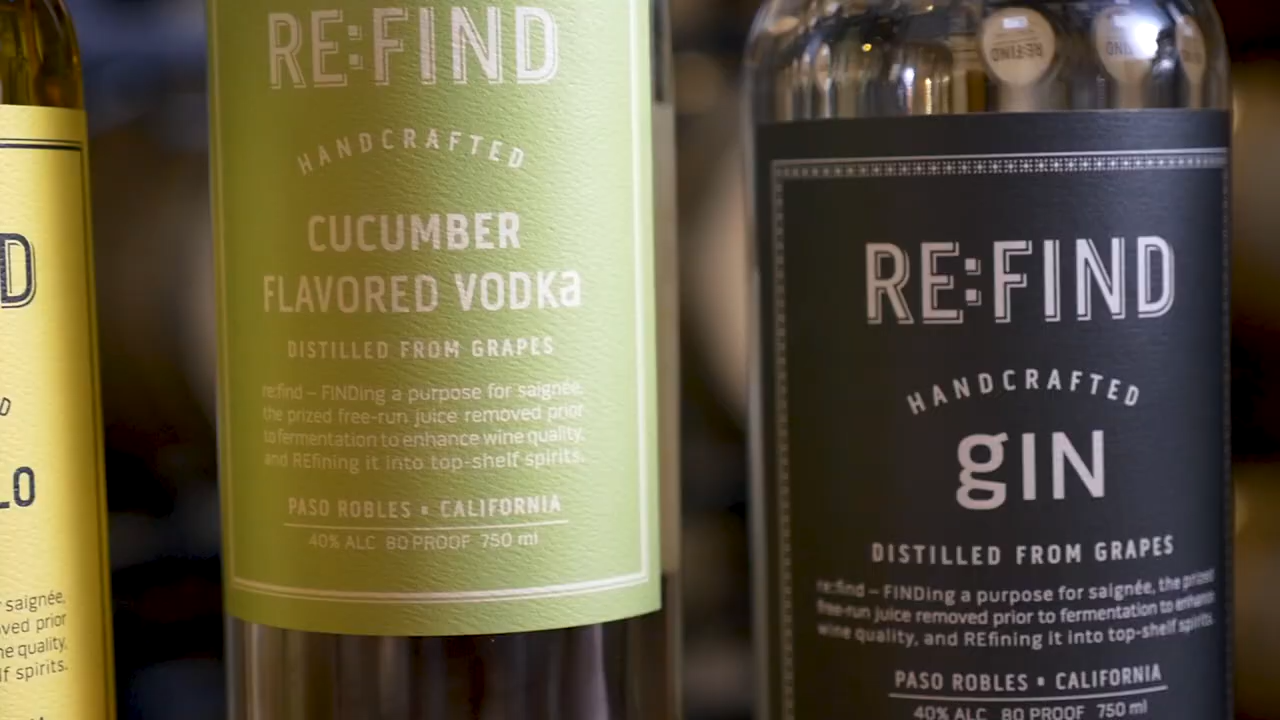 D
D
LO
saignée,
prior
quality,
spirits.
RE:FIND
HANDCRAFTED
CUCUMBER
FLAVORED VODKa
DISTILLED FROM GRAPES
refind – FINDing a purpose for saignée,
the prized free-run juice removed prior
to fermentation to enhance wine quality,
and REfining it into top-shelf spirits.
PASO ROBLES ▪ CALIFORNIA
40% ALC 80 PROOF 750 ml
RE:FIND
HANDCRAFTED
gIN
DISTILLED FROM GRAPES
re:find – FINDing a purpose for saignée, the prized
free-run juice removed prior to fermentation to enhance
wine quality, and REfining it into top-shelf spirits.
PASO ROBLES ▪ CALIFORNIA
40% ALC 80 PROOF 750 ml